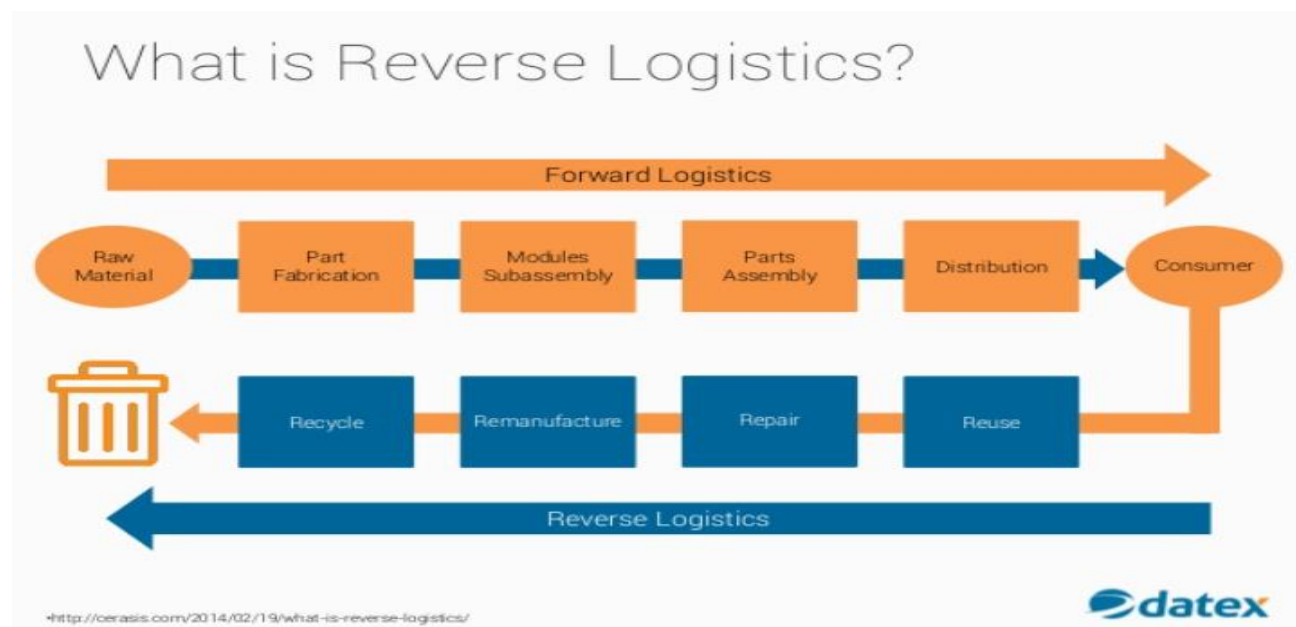 What is Reverse Logistics?
Forward Logistics
Raw
Material
Part
Fabrication
Modules
Subassembly
Parts
Assembly
Distribution
Consumer
Recycle
Remanufacture
Repair
Reuse
Reverse Logistics
•http://cerasis.com/2014/02/19/what-is-reverse-logistics/
datex